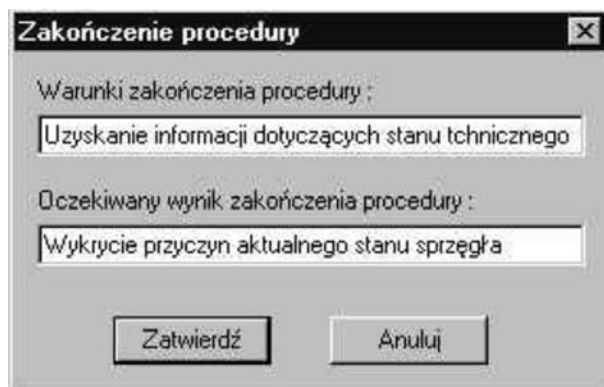 Zakończenie procedury
Warunki zakończenia procedury :
Uzyskanie informacji dotyczących stanu tchnicznego
Oczekiwany wynik zakończenia procedury :
Wykrycie przyczyn aktualnego stanu sprzęgła
Zatwierdź Anuluj